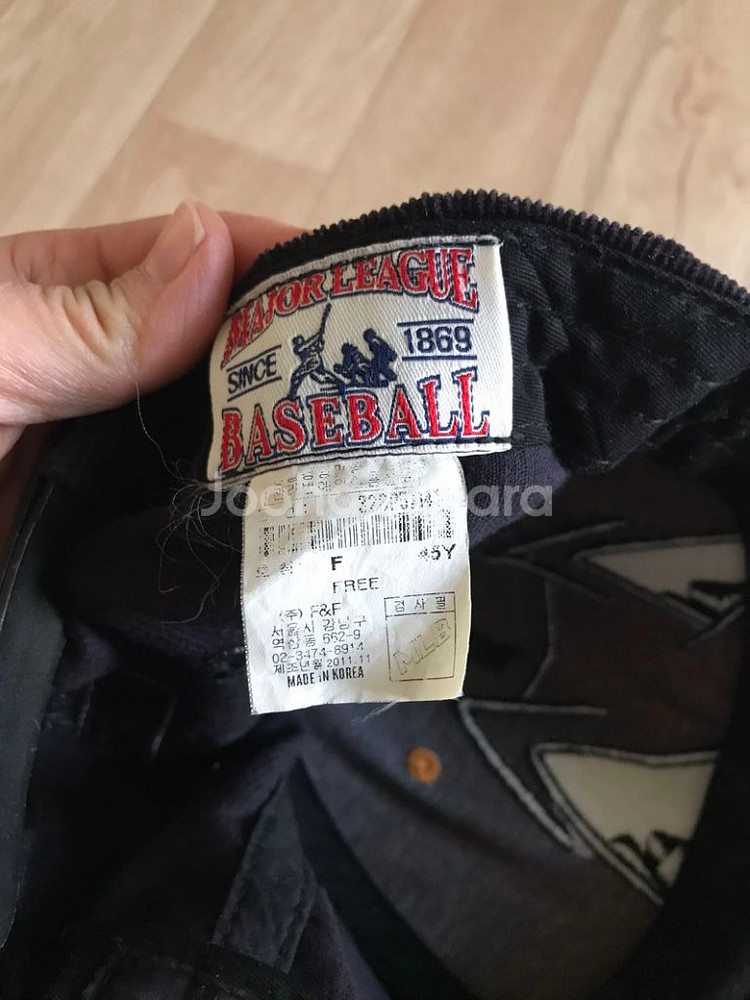 MAJOR LEAGUE
SINCE
1869
BASEBALL
F
45Y
FREE
(주) F&F
서울시 강남구
역삼동 662-9
02-3474-8914
제조년월 2011.11
MADE IN KOREA
검사필
MLB